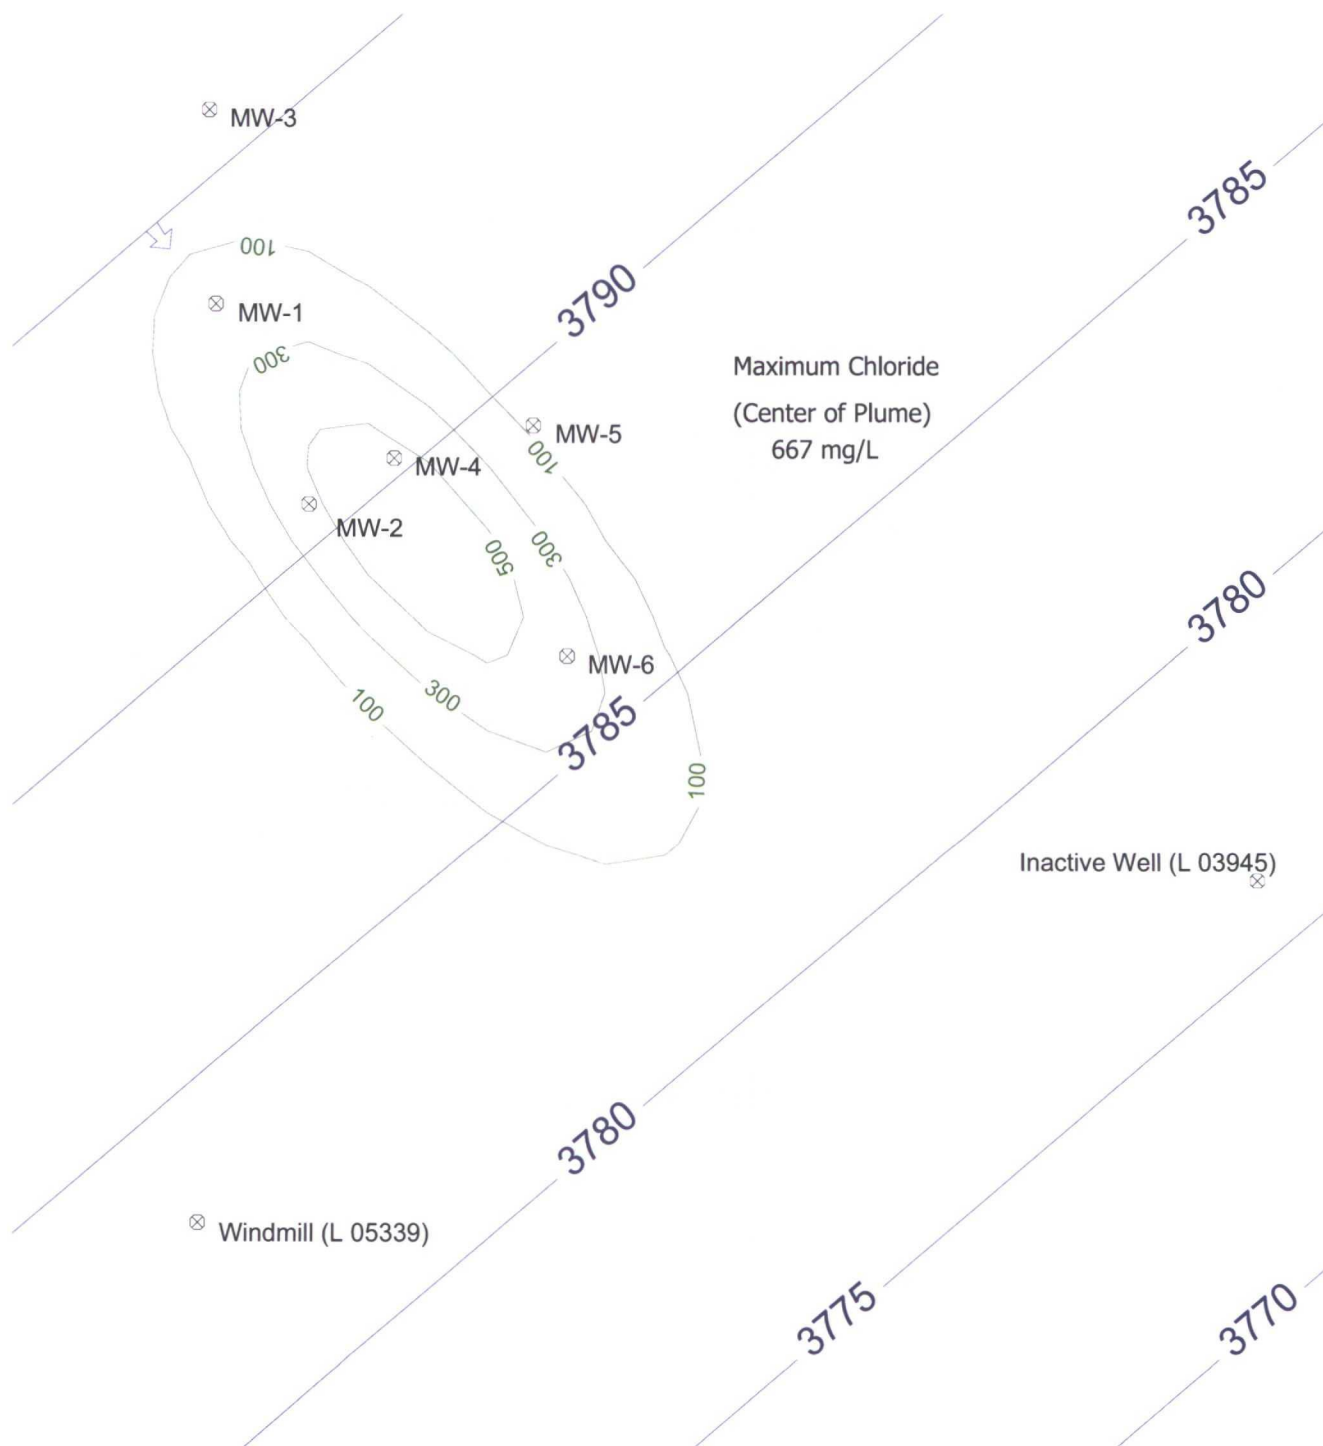 MW-3
3785
100
3790
MW-1
300
Maximum Chloride
(Center of Plume)
667 mg/L
MW-5
100
MW-4
MW-2
300
500
3780
MW-6
300
100
3785
100
Inactive Well (L 03945)
3780
Windmill (L 05339)
3775
3770